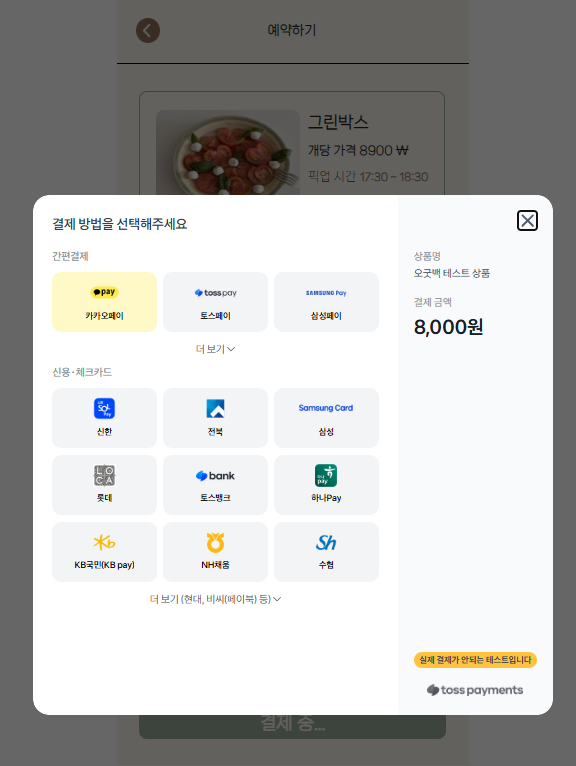 예약하기
그린박스
개당 가격 8900 ₩
픽업 시간 17:30 ~ 18:30
결제 방법을 선택해주세요
간편결제
pay
카카오페이
toss pay
토스페이
SAMSUNG Pay
삼성페이
더 보기
신용·체크카드
SOL
Pay
신한
전북
Samsung Card
삼성
LO
CA
롯데
bank
토스뱅크
pay
하나Pay
Kb
KB국민(KB pay)
NH채움
Sh
수협
더 보기 (현대, 비씨(페이북) 등)
상품명
오굿백 테스트 상품
결제 금액
8,000원
실제 결제가 안되는 테스트입니다
toss payments
결제 중...